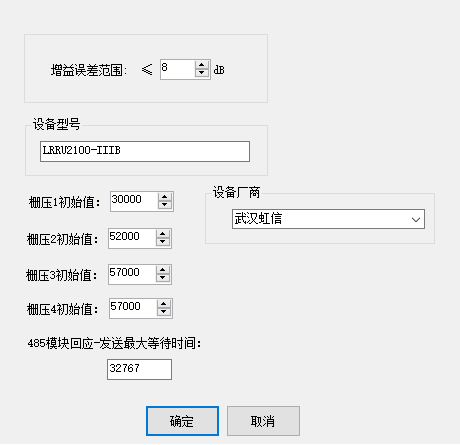 增益误差范围: ≤ 8 dB
设备型号
LRRU2100-IIIB
栅压1初始值: 30000
设备厂商
武汉虹信
栅压2初始值: 52000
栅压3初始值: 57000
栅压4初始值: 57000
485模块回应-发送最大等待时间:
32767
确定 取消